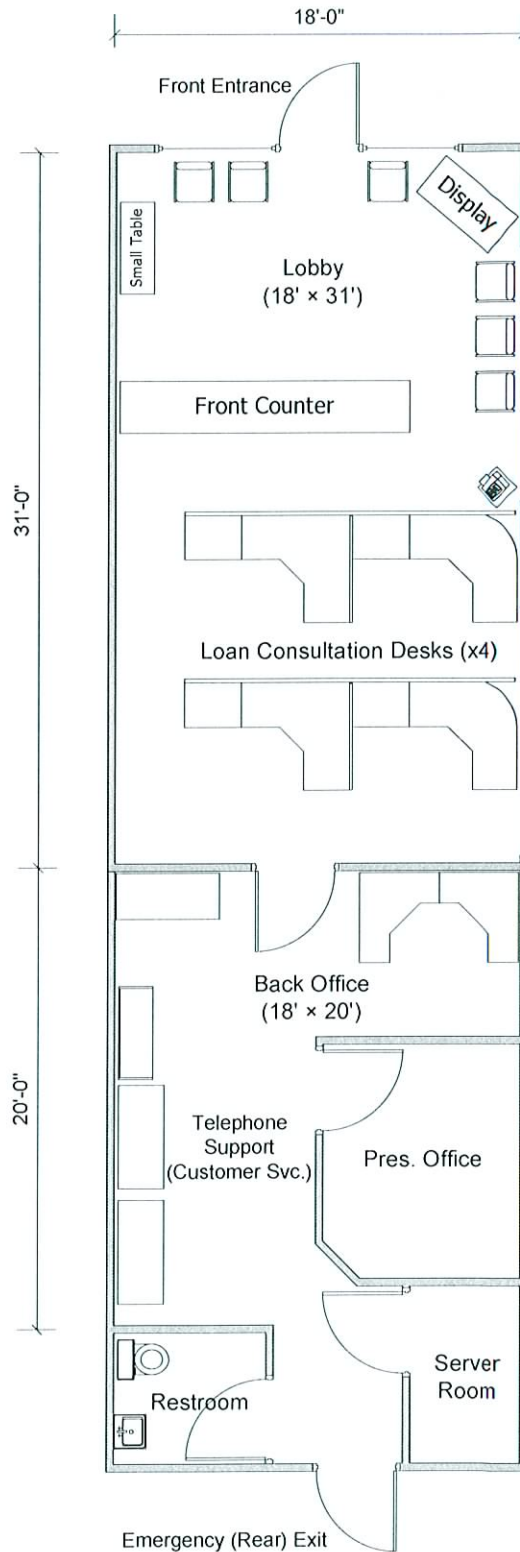 18'-0"
Front Entrance
Small Table
Display
Lobby
(18' × 31')
Front Counter
31'-0"
Loan Consultation Desks (x4)
Back Office
(18' × 20')
20'-0"
Telephone
Support
(Customer Svc.)
Pres. Office
Server
Room
Restroom
Emergency (Rear) Exit